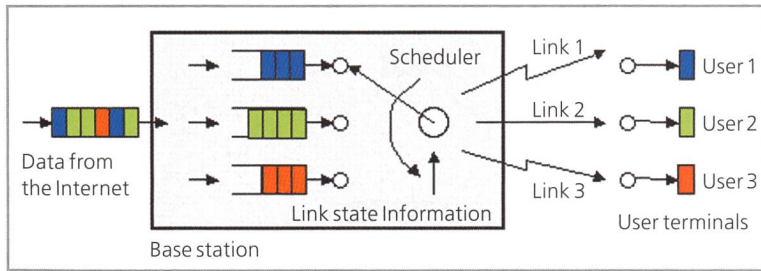 Scheduler
Link 1
User 1
Link 2
User 2
Data from
the Internet
Link 3
User 3
Link state Information
User terminals
Base station